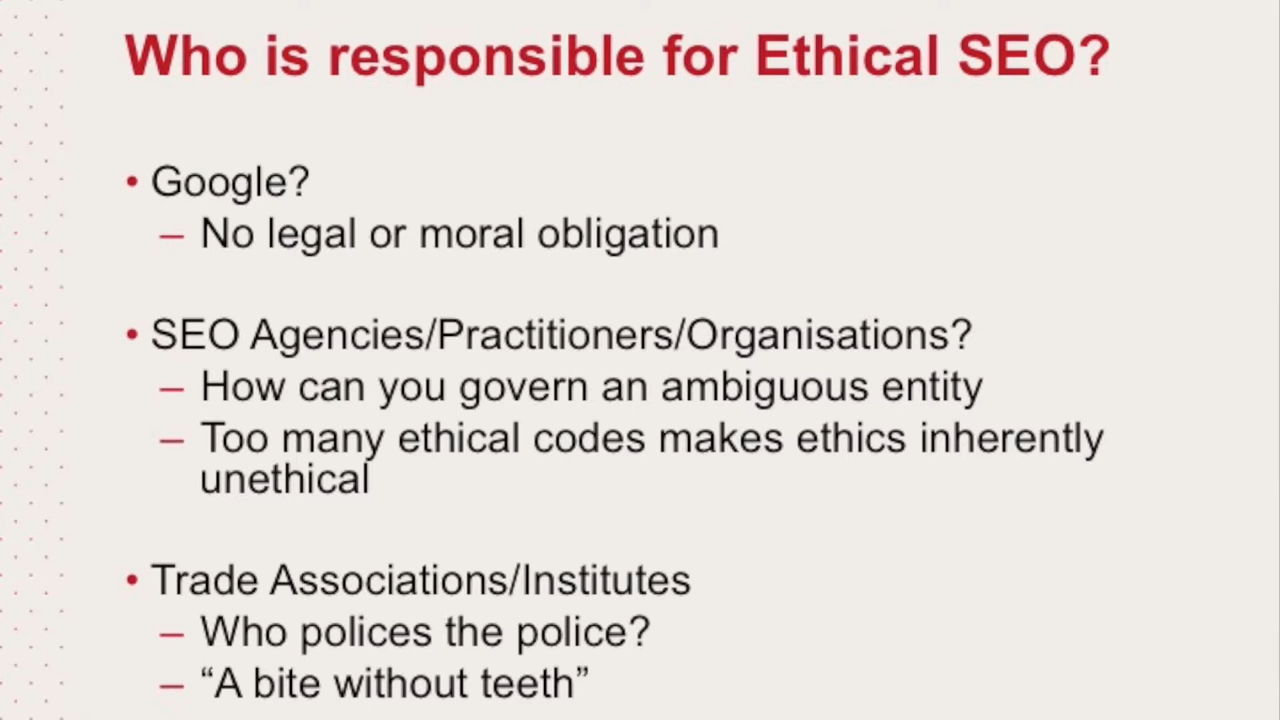 Who is responsible for Ethical SEO?
• Google?
– No legal or moral obligation
• SEO Agencies/Practitioners/Organisations?
– How can you govern an ambiguous entity
– Too many ethical codes makes ethics inherently
unethical
• Trade Associations/Institutes
– Who polices the police?
– “A bite without teeth”